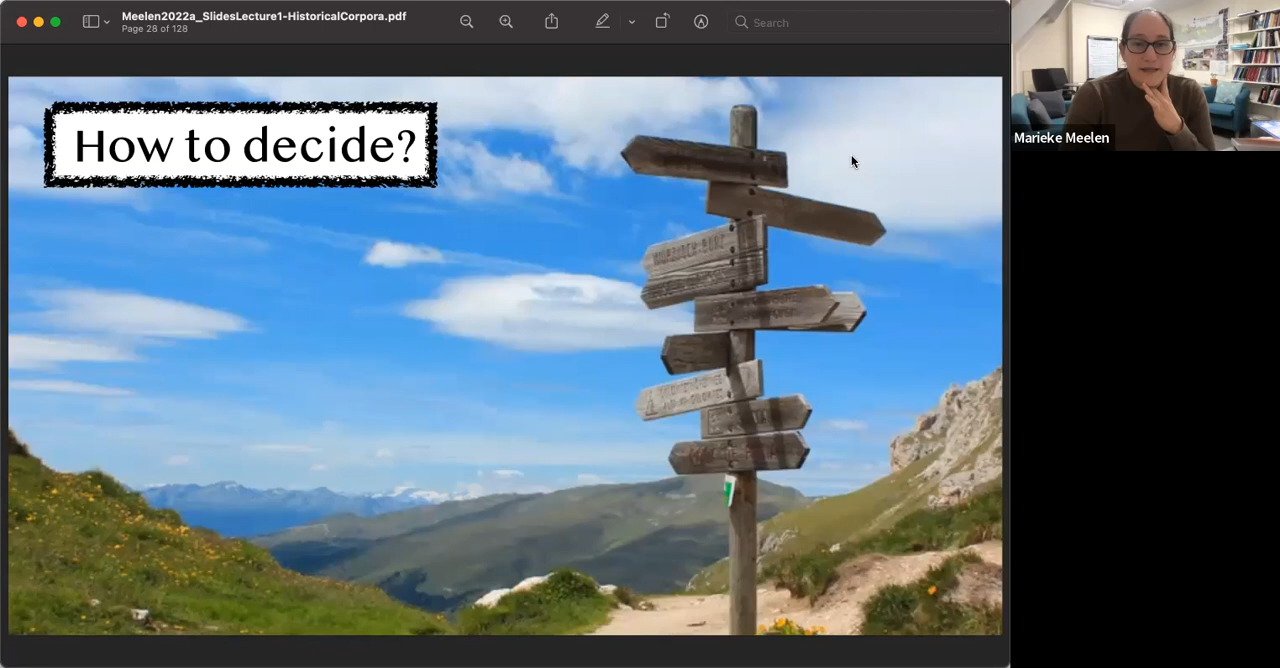 Meelen2022a_SlidesLecture1-HistoricalCorpora.pdf
Page 28 of 128
Search
How to decide?
Marieke Meelen